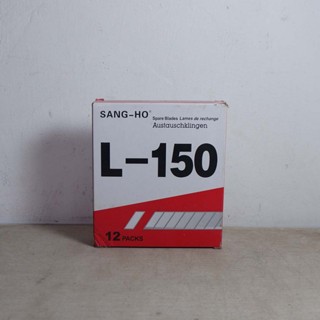 SANG-HO
Spare Blades Lames de rechange
Austauschklingen
L-150
12 PACKS